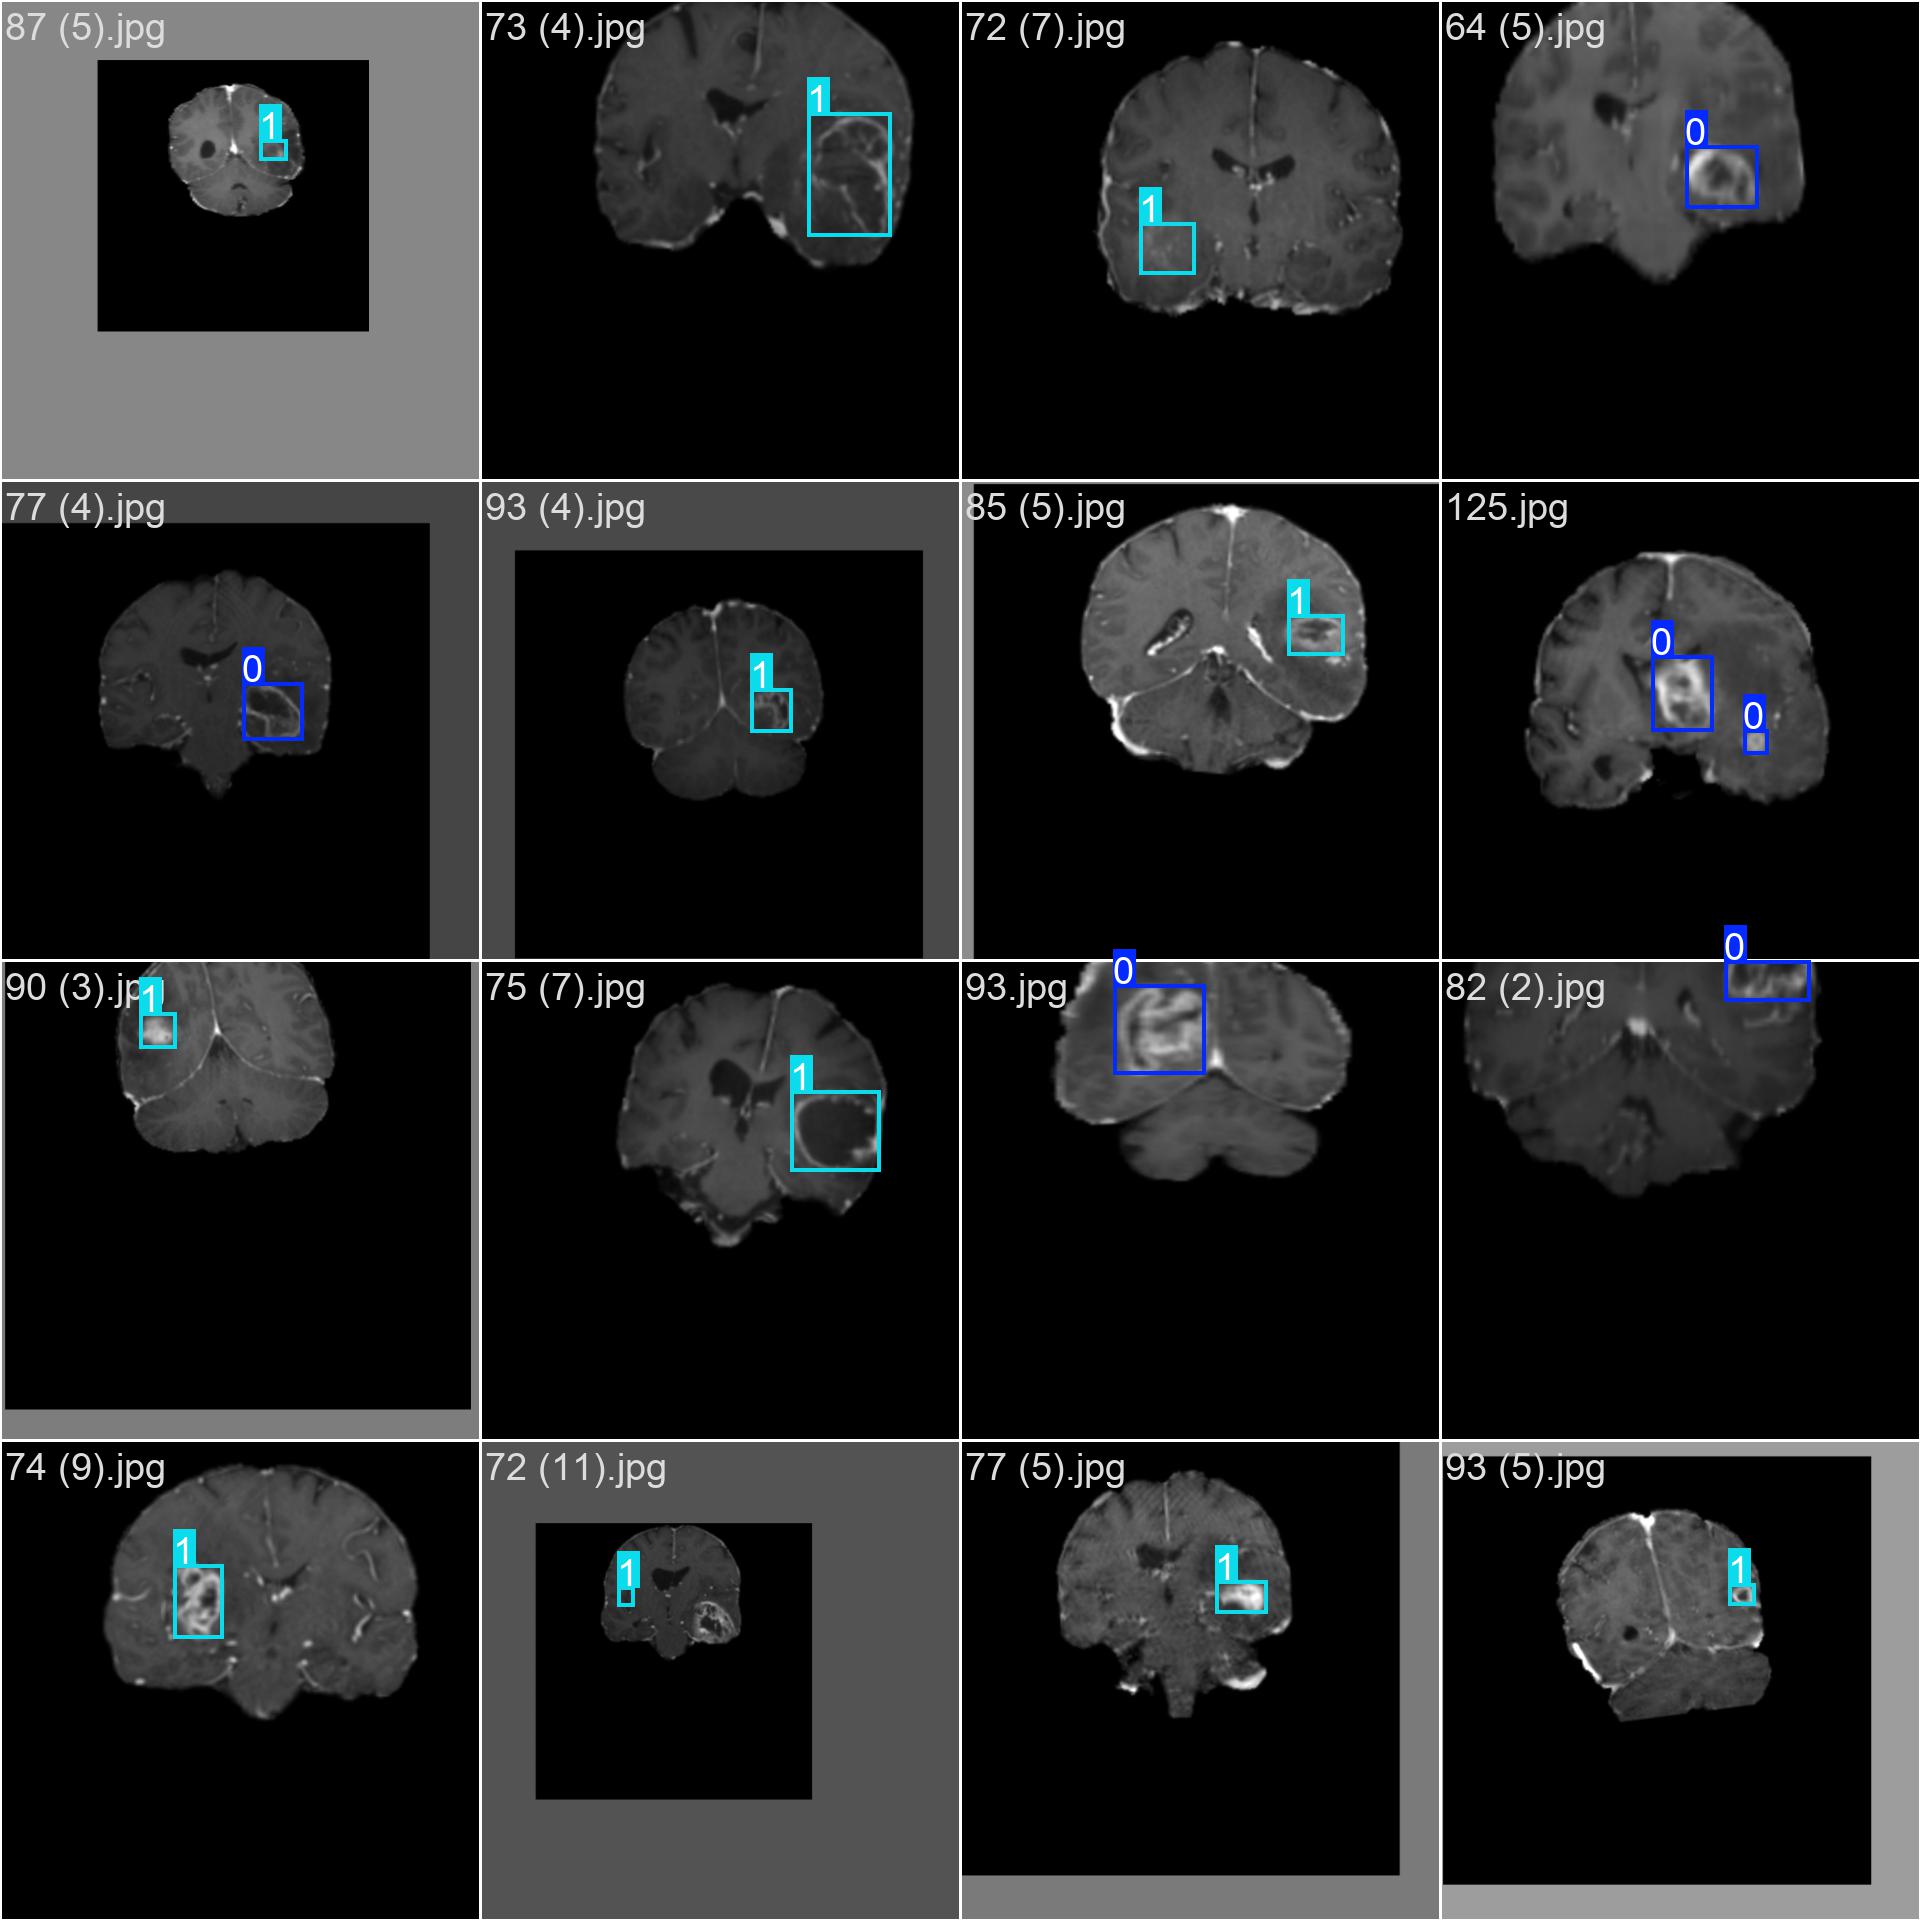 87 (5).jpg
73 (4).jpg
72 (7).jpg
64 (5).jpg
1
1
1
0
77 (4).jpg
93 (4).jpg
85 (5).jpg
125.jpg
0
1
1
0
0
90 (3).jpg
75 (7).jpg
93.jpg
82 (2).jpg
1
1
0
0
74 (9).jpg
72 (11).jpg
77 (5).jpg
93 (5).jpg
1
1
1
1